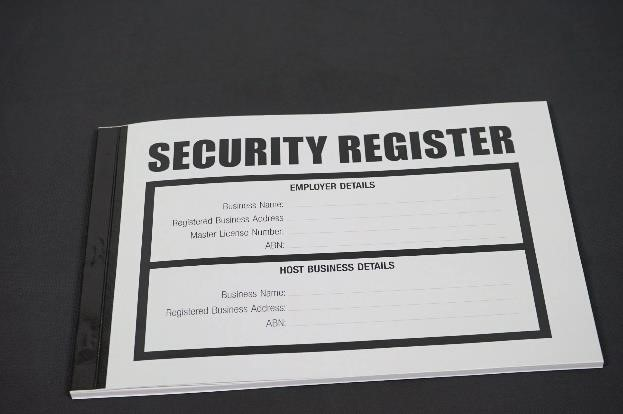 SECURITY REGISTER
EMPLOYER DETAILS
Business Name:
Registered Business Address
Master License Number:
ABN:
HOST BUSINESS DETAILS
Business Name:
Registered Business Address:
ABN: